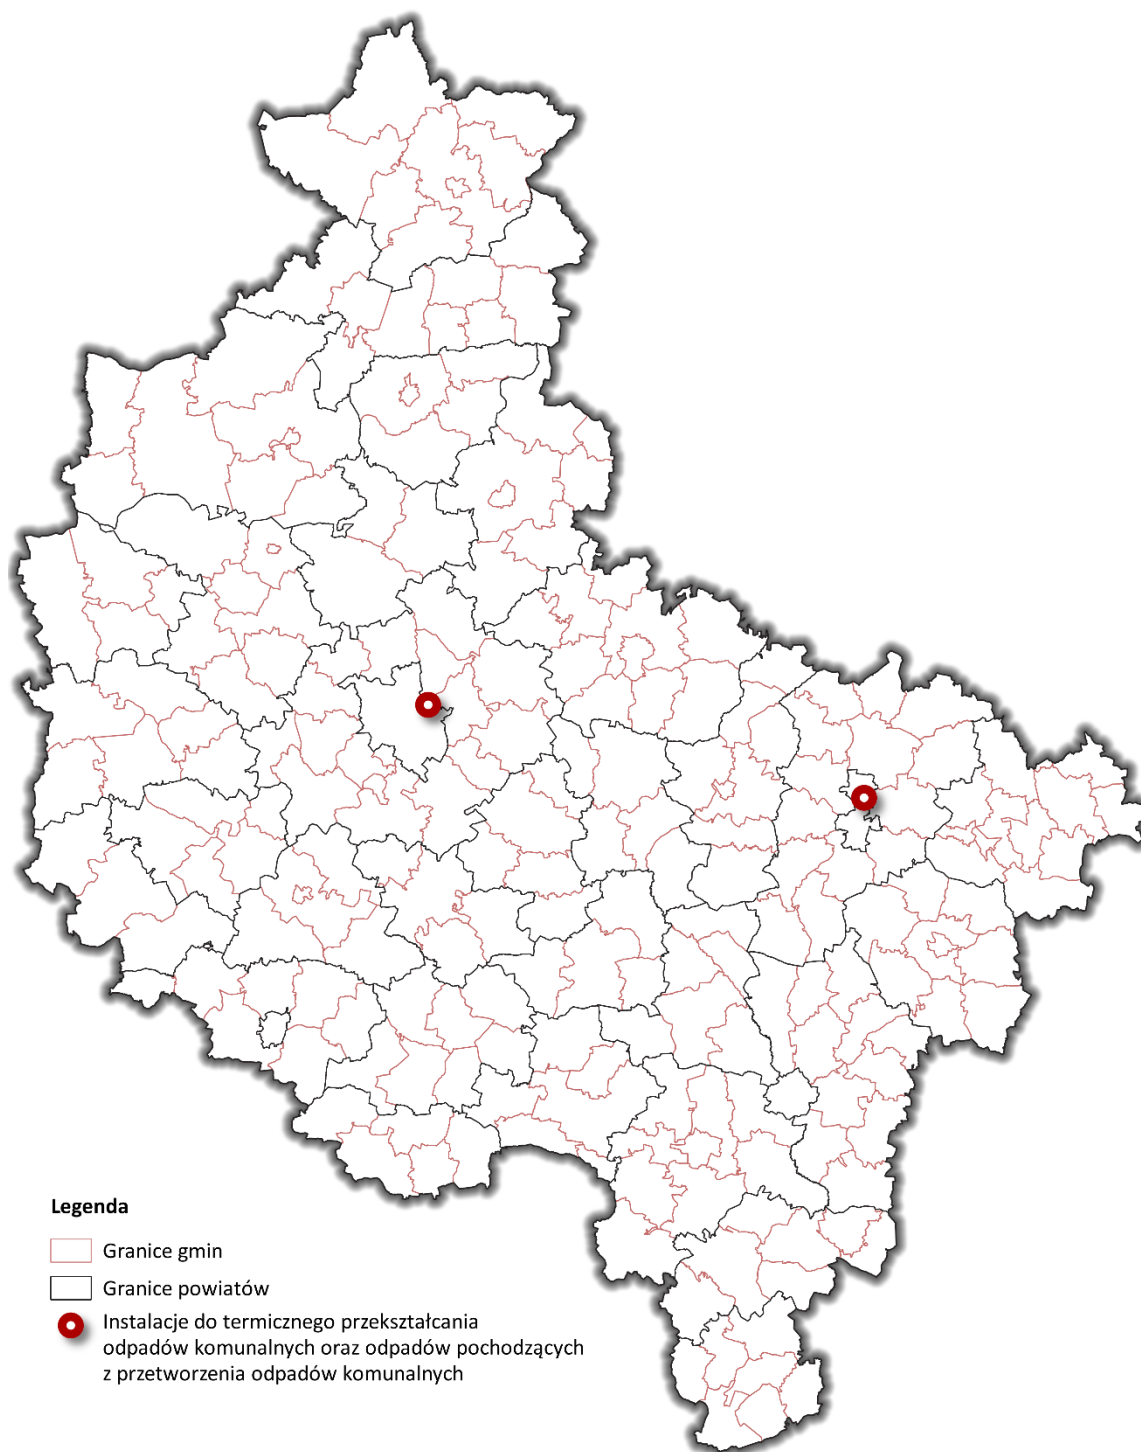 Legenda
Granice gmin
Granice powiatów
Instalacje do termicznego przekształcania
odpadów komunalnych oraz odpadów pochodzących
z przetworzenia odpadów komunalnych